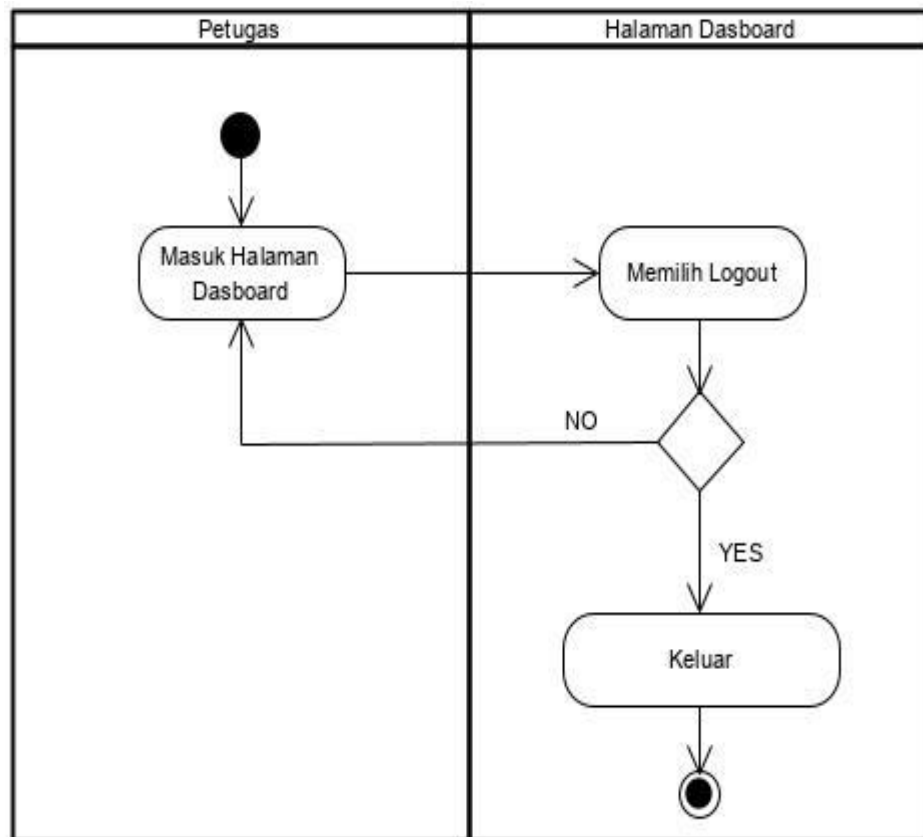 Petugas
Halaman Dasboard
Masuk Halaman
Dasboard
Memilih Logout
NO
YES
Keluar